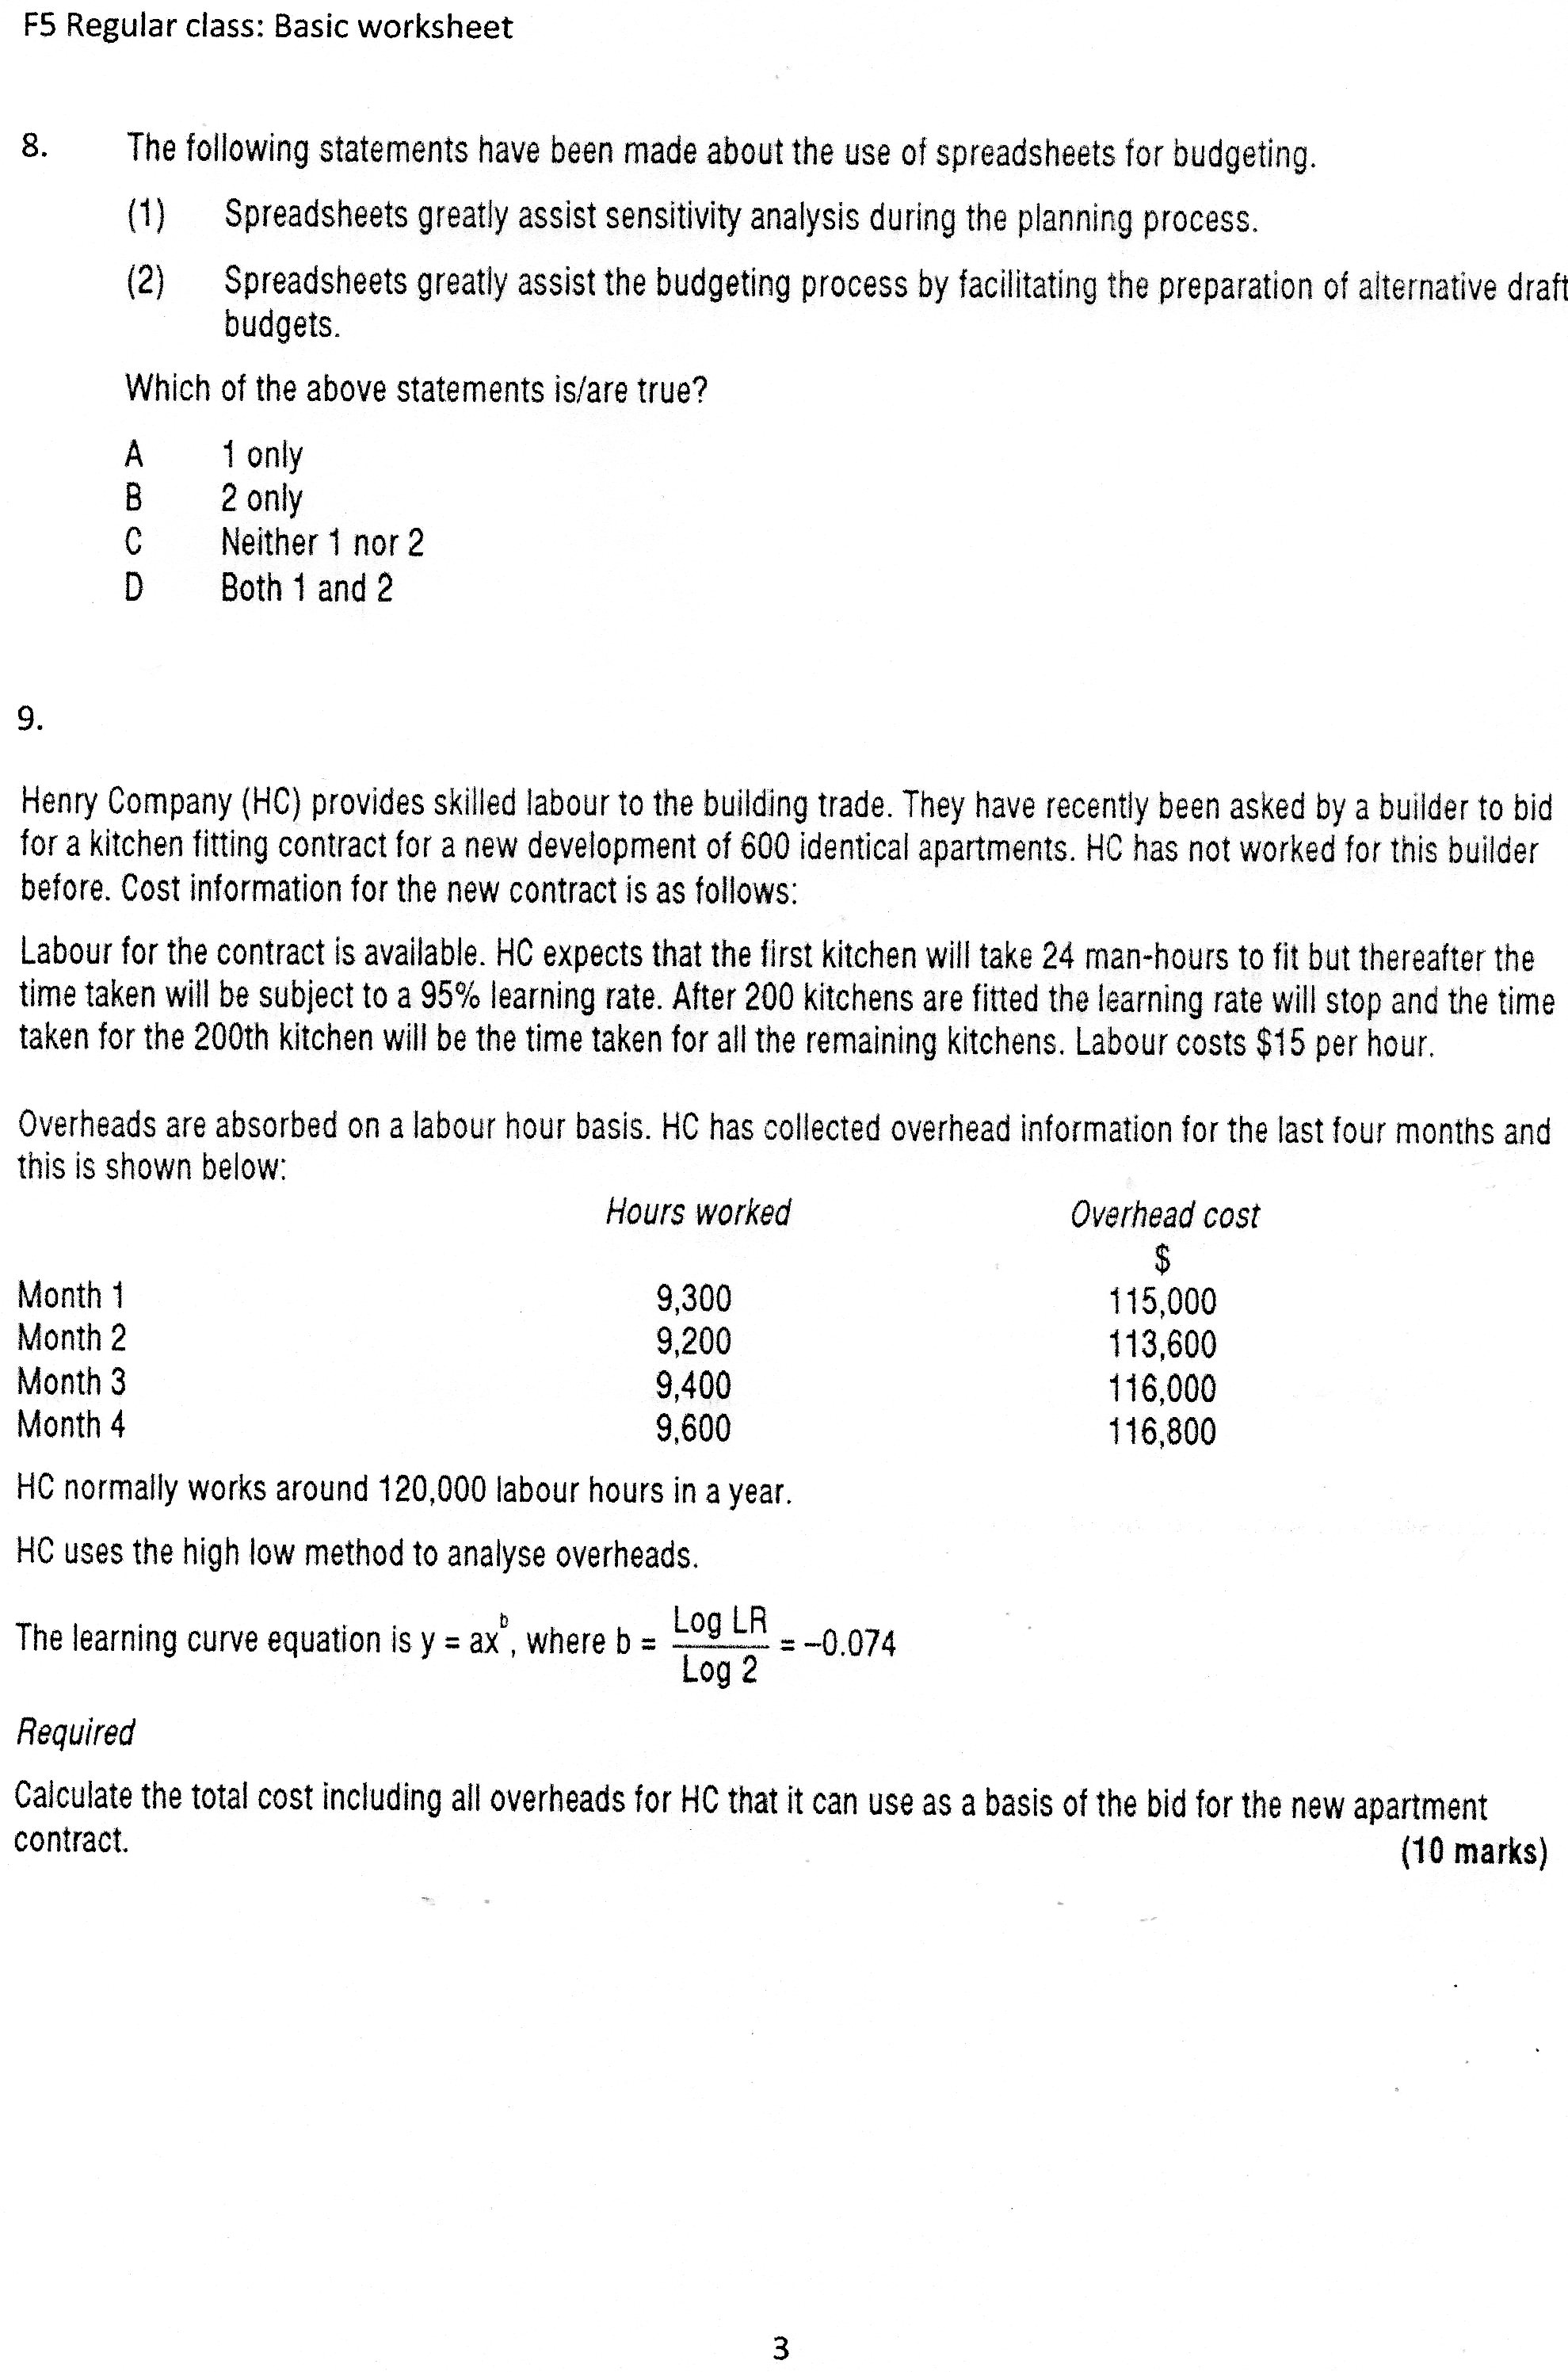 F5 Regular class: Basic worksheet
8. The following statements have been made about the use of spreadsheets for budgeting.
(1) Spreadsheets greatly assist sensitivity analysis during the planning process.
(2) Spreadsheets greatly assist the budgeting process by facilitating the preparation of alternative draft
budgets.
Which of the above statements is/are true?
A 1 only
B 2 only
C Neither 1 nor 2
D Both 1 and 2
9.
Henry Company (HC) provides skilled labour to the building trade. They have recently been asked by a builder to bid
for a kitchen fitting contract for a new development of 600 identical apartments. HC has not worked for this builder
before. Cost information for the new contract is as follows:
Labour for the contract is available. HC expects that the first kitchen will take 24 man-hours to fit but thereafter the
time taken will be subject to a 95% learning rate. After 200 kitchens are fitted the learning rate will stop and the time
taken for the 200th kitchen will be the time taken for all the remaining kitchens. Labour costs $15 per hour.
Overheads are absorbed on a labour hour basis. HC has collected overhead information for the last four months and
this is shown below:
Hours worked Overhead cost
$
Month 1 9,300 115,000
Month 2 9,200 113,600
Month 3 9,400 116,000
Month 4 9,600 116,800
HC normally works around 120,000 labour hours in a year.
HC uses the high low method to analyse overheads.
The learning curve equation is y = ax^b, where b = Log LR / Log 2 = –0.074
Required
Calculate the total cost including all overheads for HC that it can use as a basis of the bid for the new apartment
contract. (10 marks)
3